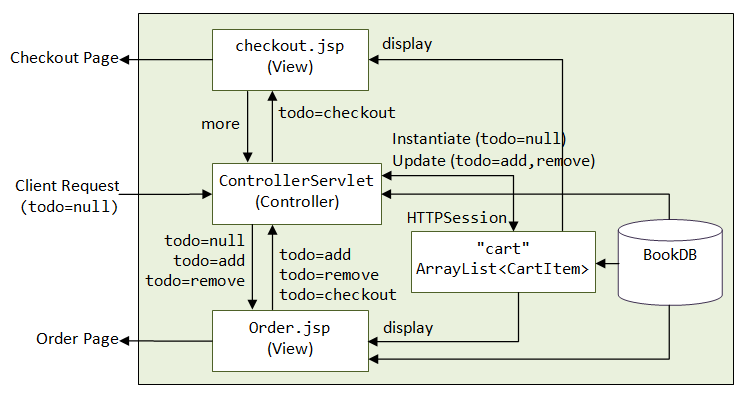 checkout.jsp
(View)
display
Checkout Page
todo=checkout
more
Instantiate (todo=null)
Update (todo=add,remove)
Client Request
(todo=null)
ControllerServlet
(Controller)
HTTPSession
todo=null
todo=add
todo=remove
todo=add
todo=remove
todo=checkout
"cart"
ArrayList<CartItem>
BookDB
Order.jsp
(View)
display
Order Page